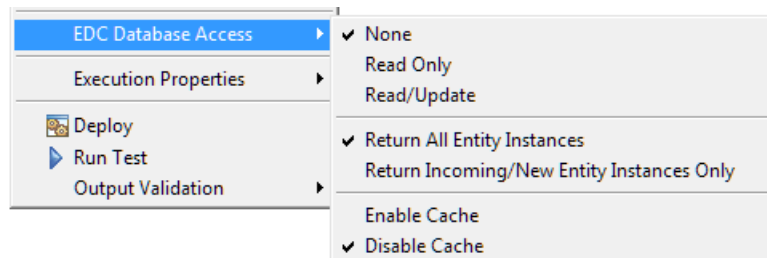 EDC Database Access
Execution Properties
Deploy
Run Test
Output Validation
None
Read Only
Read/Update
Return All Entity Instances
Return Incoming/New Entity Instances Only
Enable Cache
Disable Cache